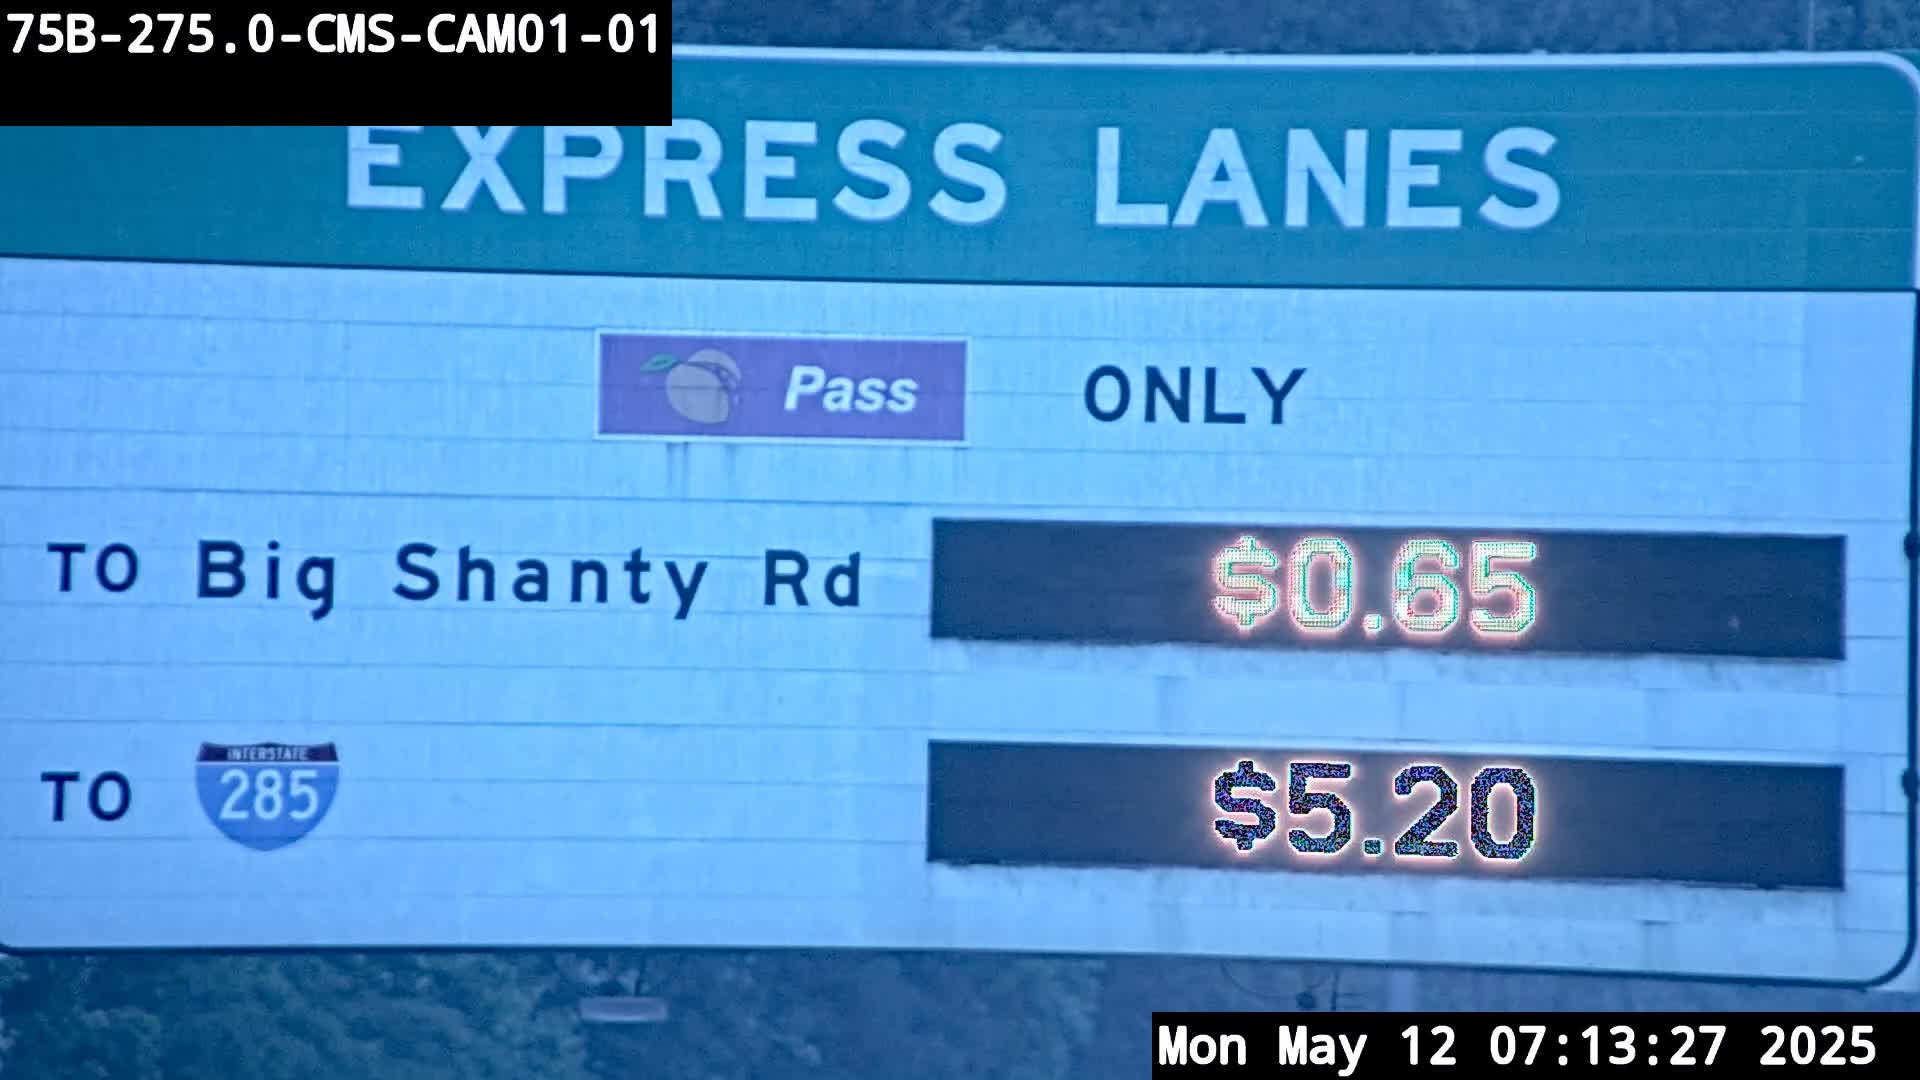 75B-275.0-CMS-CAM01-01
EXPRESS LANES
Pass ONLY
TO Big Shanty Rd $0.65
TO INTERSTATE 285 $5.20
Mon May 12 07:13:27 2025